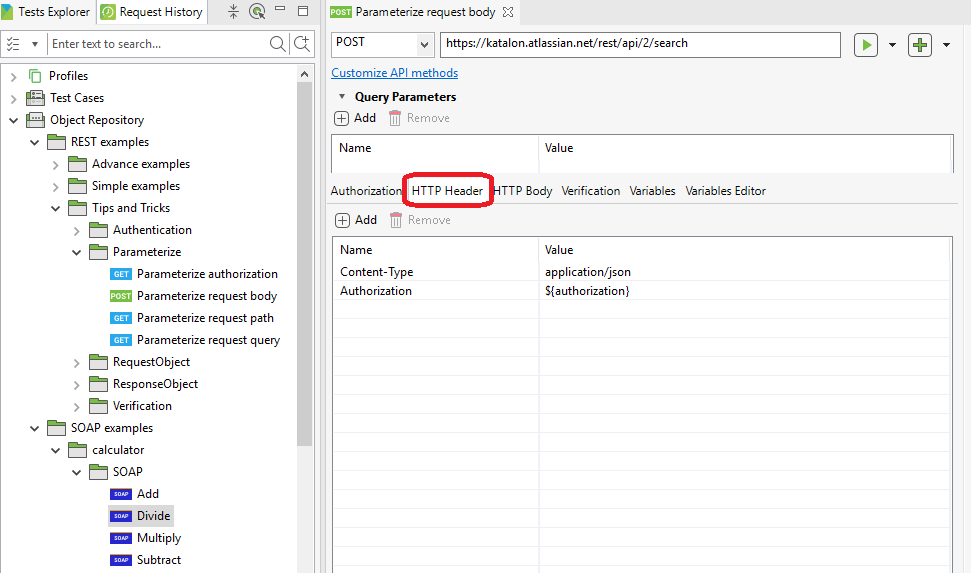 Tests Explorer
Request History
Enter text to search...
Profiles
Test Cases
Object Repository
REST examples
Advance examples
Simple examples
Tips and Tricks
Authentication
Parameterize
GET Parameterize authorization
POST Parameterize request body
GET Parameterize request path
GET Parameterize request query
RequestObject
ResponseObject
Verification
SOAP examples
calculator
SOAP
SOAP Add
SOAP Divide
SOAP Multiply
SOAP Subtract
POST Parameterize request body
POST https://katalon.atlassian.net/rest/api/2/search
Customize API methods
Query Parameters
Add Remove
Name Value
Authorization HTTP Header HTTP Body Verification Variables Variables Editor
Add Remove
Name Value
Content-Type application/json
Authorization ${authorization}